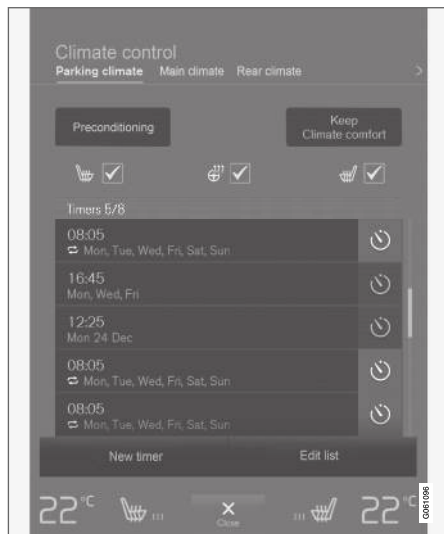 Climate control
Parking climate Main climate Rear climate
Preconditioning
Keep
Climate comfort
Timers 5/8
08:05
Mon, Tue, Wed, Fri, Sat, Sun
16:45
Mon, Wed, Fri
12:25
Mon 24 Dec
08:05
Mon, Tue, Wed, Fri, Sat, Sun
08:05
Mon, Tue, Wed, Fri, Sat, Sun
New timer Edit list
22°C 22°C
Close
G061096